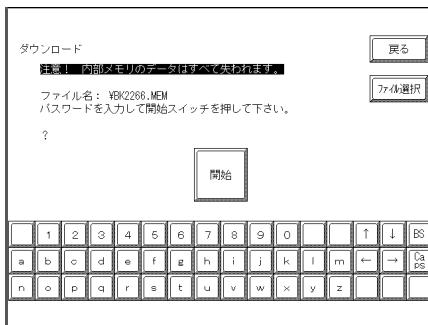 ダウンロード
戻る
注意！ 内部メモリのデータはすべて失われます。
ファイル選択
ファイル名： ¥BK2266.MEM
パスワードを入力して開始スイッチを押して下さい。
?
開始
1 2 3 4 5 6 7 8 9 0 ↑ ↓ BS
a b c d e f g h i j k l m ← → Ca ps
n o p q r s t u v w x y z